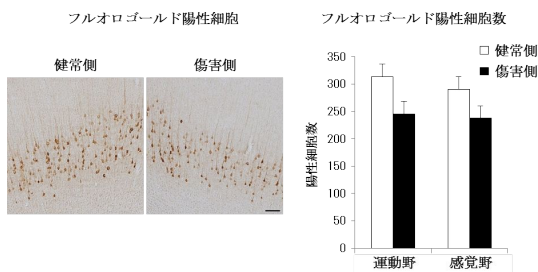 フルオロゴールド陽性細胞
健常側
傷害側
フルオロゴールド陽性細胞数
健常側
傷害側
陽性細胞数
350
300
250
200
150
100
50
0
運動野
感覚野